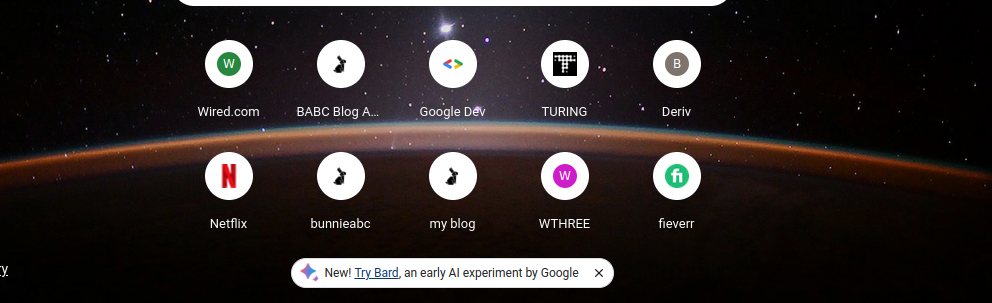 W
B
Wired.com
BABC Blog A...
Google Dev
TURING
Deriv
N
W
fi
Netflix
bunnieabc
my blog
WTHREE
fieverr
ry
New! Try Bard, an early AI experiment by Google